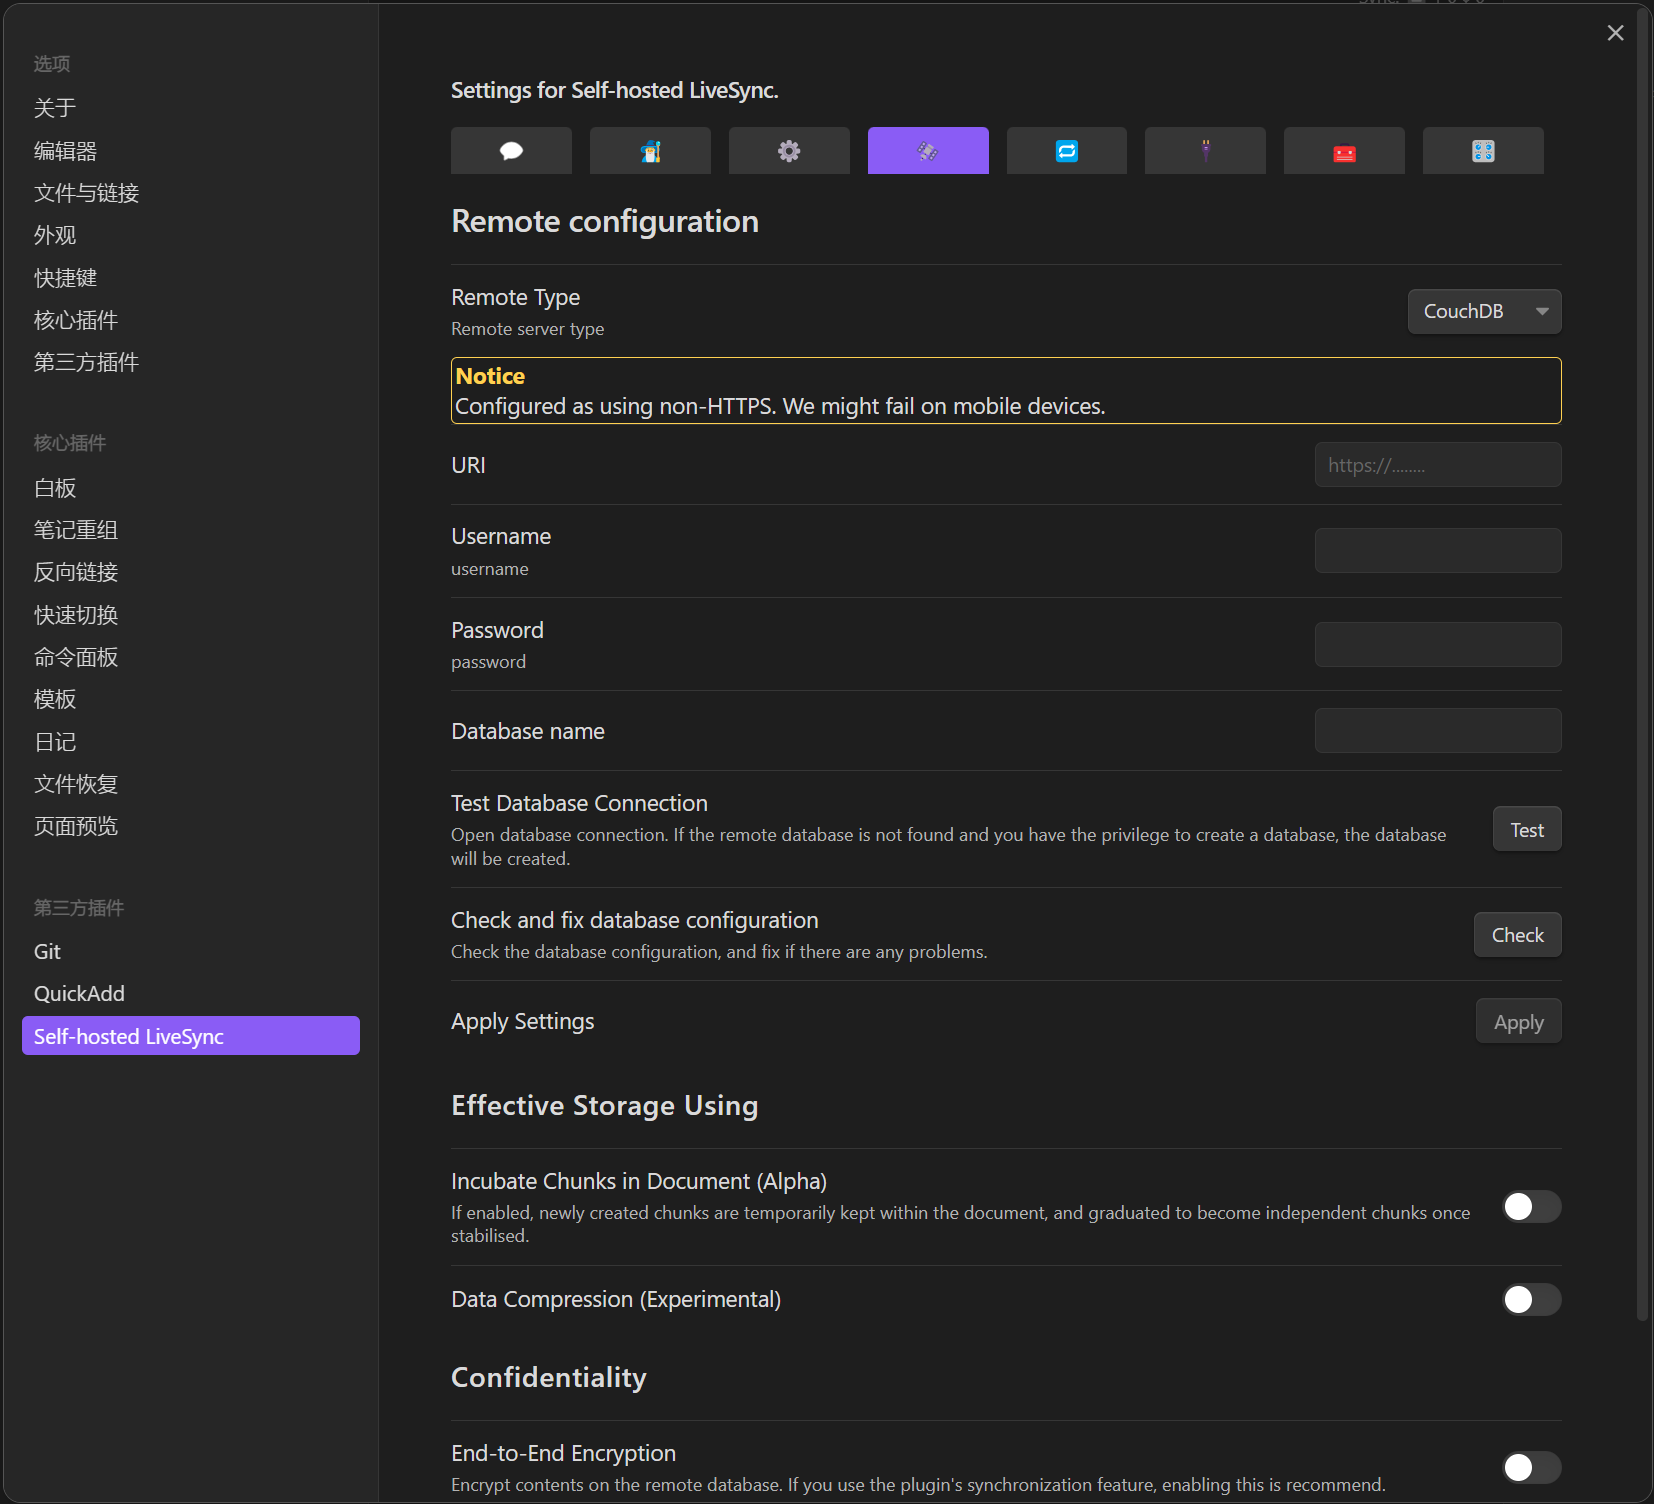 选项
关于
编辑器
文件与链接
外观
快捷键
核心插件
第三方插件
核心插件
白板
笔记重组
反向链接
快速切换
命令面板
模板
日记
文件恢复
页面预览
第三方插件
Git
QuickAdd
Self-hosted LiveSync
Settings for Self-hosted LiveSync.
Remote configuration
Remote Type
Remote server type
CouchDB
Notice
Configured as using non-HTTPS. We might fail on mobile devices.
URI
https://........
Username
username
Password
password
Database name
Test Database Connection
Open database connection. If the remote database is not found and you have the privilege to create a database, the database
will be created.
Test
Check and fix database configuration
Check the database configuration, and fix if there are any problems.
Check
Apply Settings
Apply
Effective Storage Using
Incubate Chunks in Document (Alpha)
If enabled, newly created chunks are temporarily kept within the document, and graduated to become independent chunks once
stabilised.
Data Compression (Experimental)
Confidentiality
End-to-End Encryption
Encrypt contents on the remote database. If you use the plugin's synchronization feature, enabling this is recommend.